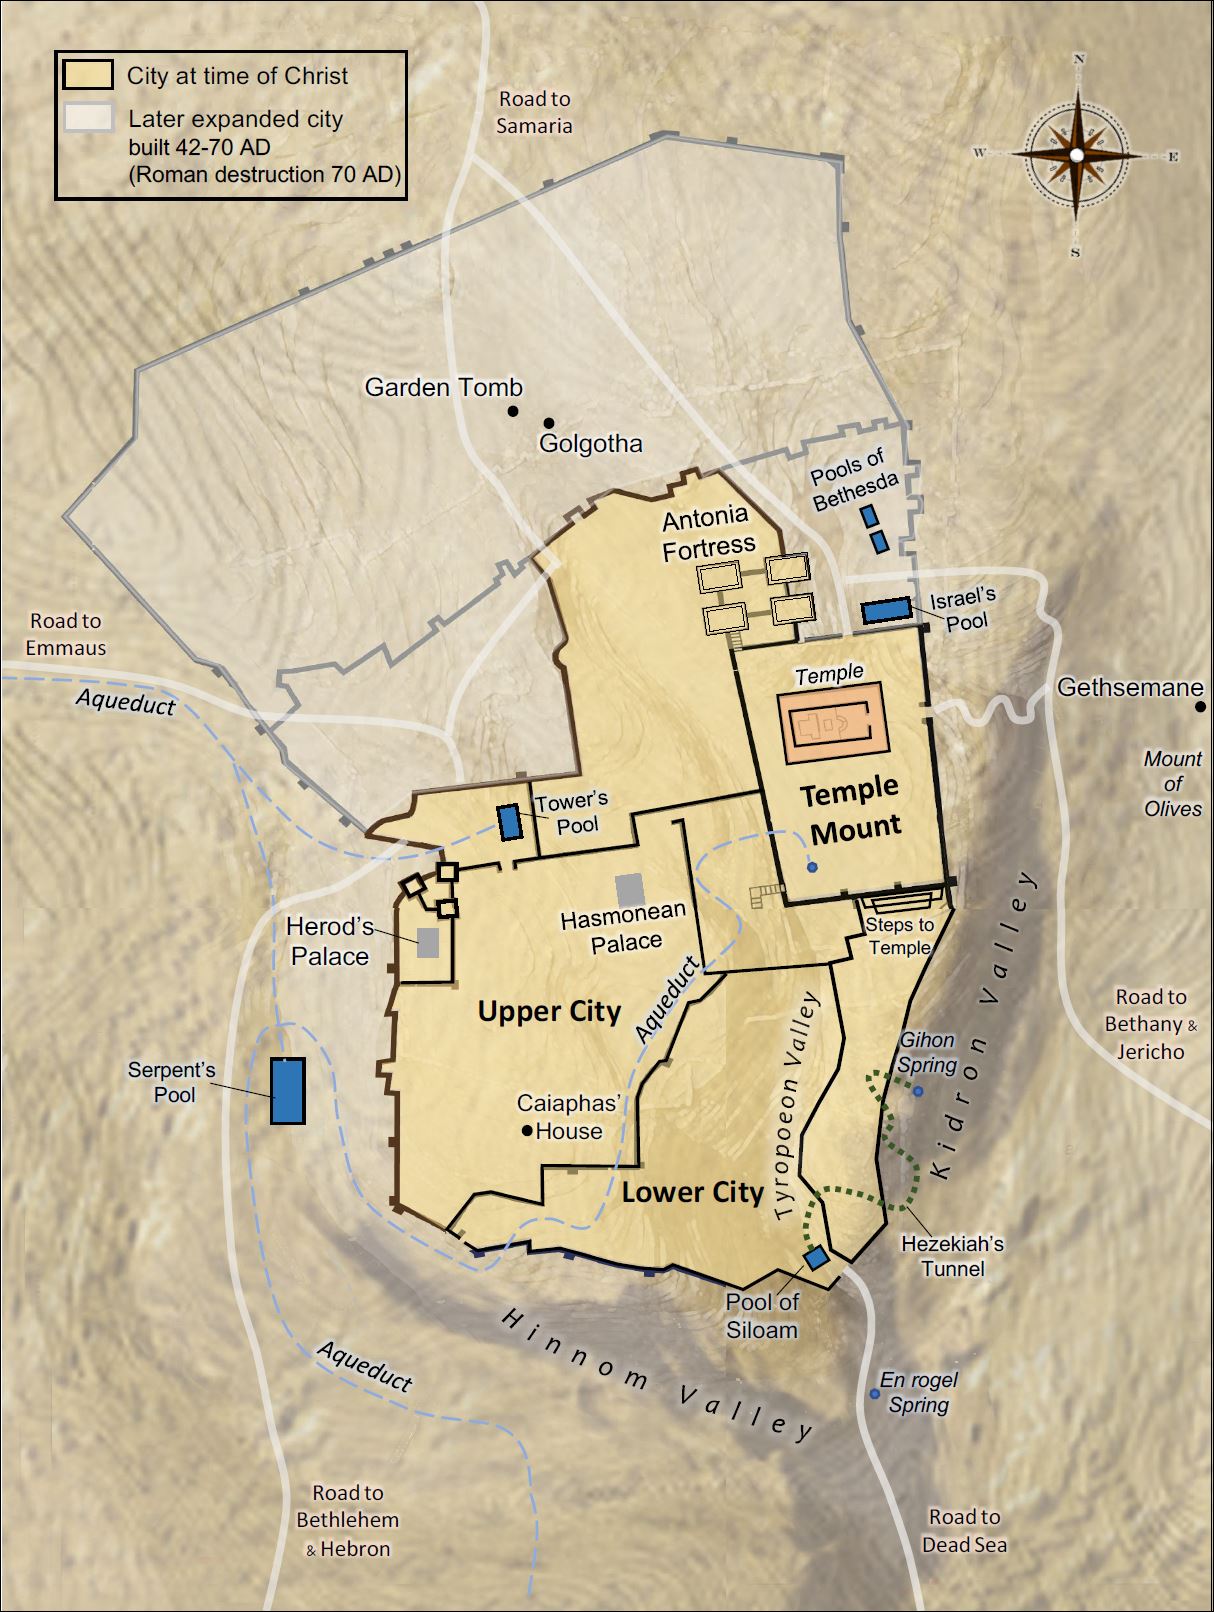 City at time of Christ
Later expanded city
built 42-70 AD
(Roman destruction 70 AD)
N
W
E
S
Road to
Samaria
Garden Tomb
Golgotha
Pools of
Bethesda
Antonia
Fortress
Israel's
Pool
Road to
Emmaus
Aqueduct
Temple
Gethsemane
Mount
of
Olives
Temple
Mount
Tower's
Pool
Hasmonean
Palace
Herod's
Palace
Steps to
Temple
Kidron Valley
Upper City
Aqueduct
Tyropoeon Valley
Road to
Bethany &
Jericho
Gihon
Spring
Serpent's
Pool
Caiaphas'
House
Lower City
Hezekiah's
Tunnel
Pool of
Siloam
Hinnom Valley
Aqueduct
En rogel
Spring
Road to
Bethlehem
& Hebron
Road to
Dead Sea